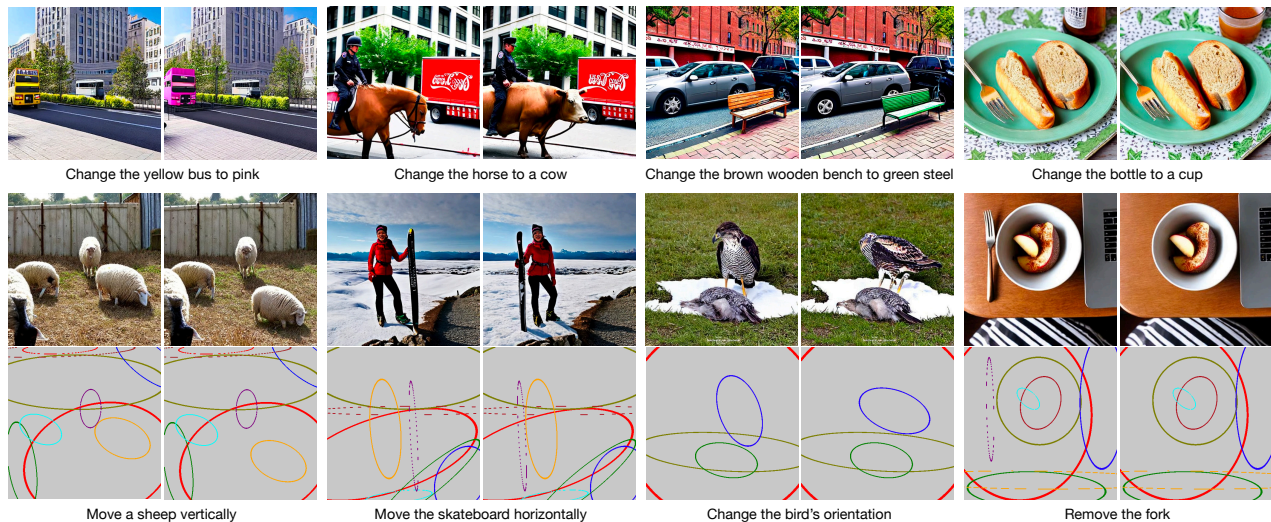 Change the yellow bus to pink
Change the horse to a cow
Change the brown wooden bench to green steel
Change the bottle to a cup
Move a sheep vertically
Move the skateboard horizontally
Change the bird's orientation
Remove the fork